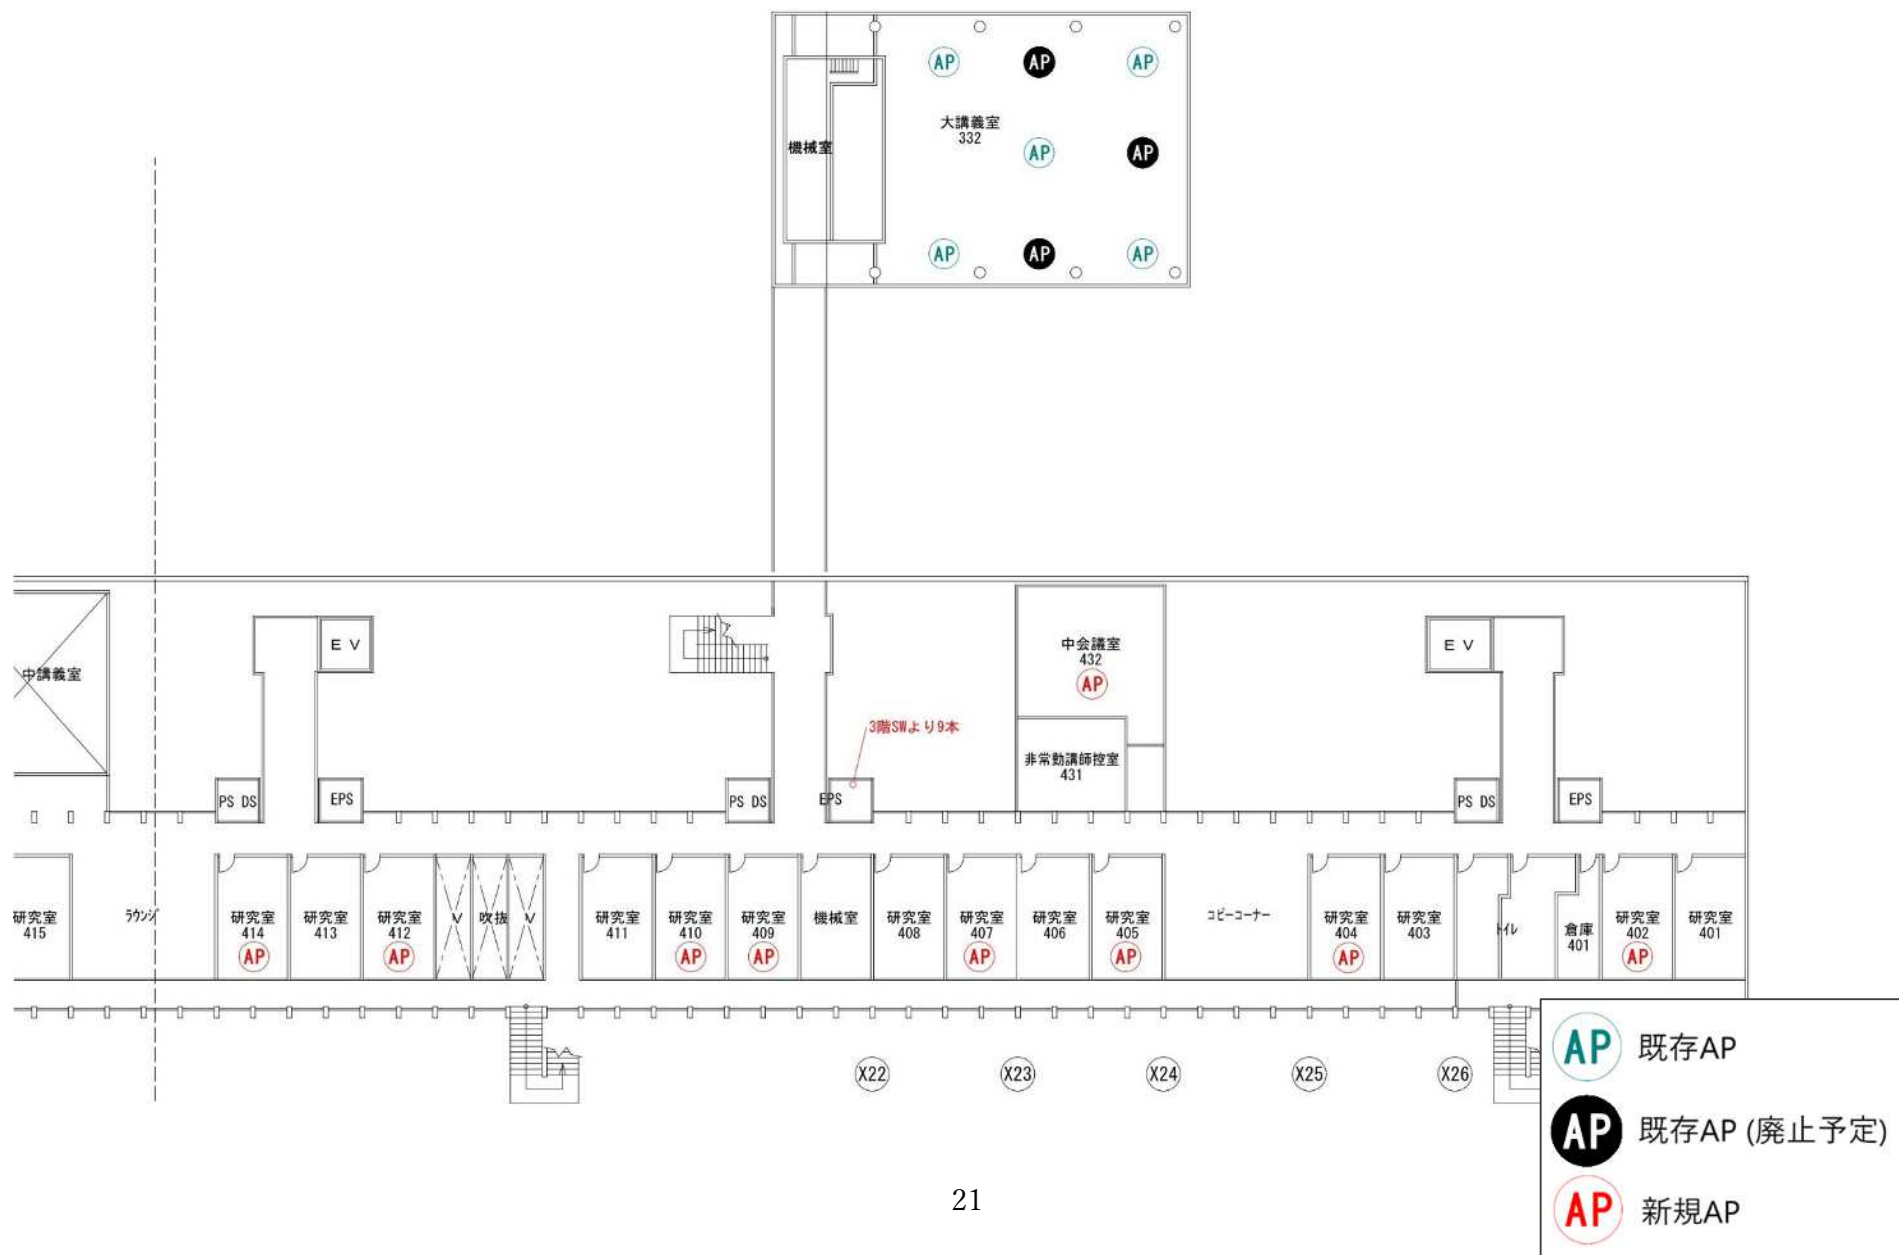 AP
AP
AP
大講義室
332
機械室
AP
AP
AP
AP
AP
E V
中会議室
432
AP
E V
中講義室
3階SWより9本
非常勤講師控室
431
PS DS
EPS
PS DS
EPS
PS DS
EPS
研究室
415
ラウンジ
研究室
414
AP
研究室
413
研究室
412
AP
吹抜
研究室
411
研究室
410
AP
研究室
409
AP
機械室
研究室
408
研究室
407
AP
研究室
406
研究室
405
AP
コピーコーナー
研究室
404
AP
研究室
403
トイレ
倉庫
401
研究室
402
AP
研究室
401
X22
X23
X24
X25
X26
AP 既存AP
AP 既存AP (廃止予定)
AP 新規AP
21